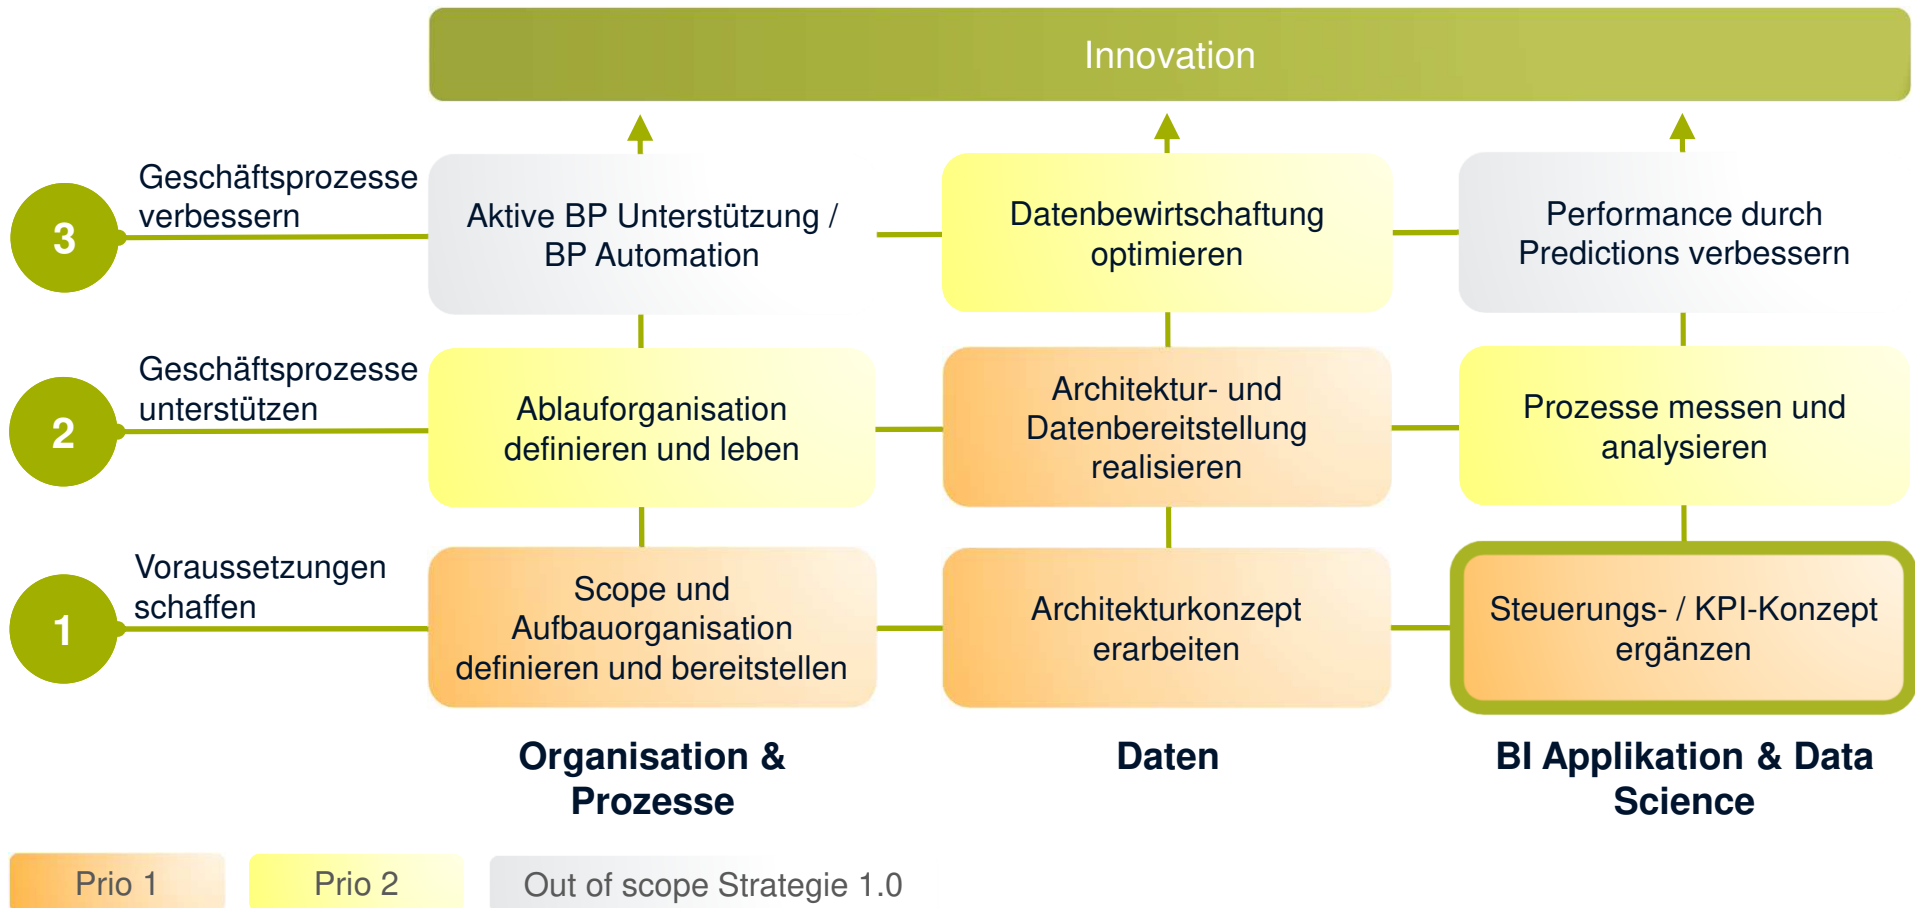 Innovation
3
Geschäftsprozesse
verbessern
Aktive BP Unterstützung /
BP Automation
Datenbewirtschaftung
optimieren
Performance durch
Predictions verbessern
2
Geschäftsprozesse
unterstützen
Ablauforganisation
definieren und leben
Architektur- und
Datenbereitstellung
realisieren
Prozesse messen und
analysieren
1
Voraussetzungen
schaffen
Scope und
Aufbauorganisation
definieren und bereitstellen
Architekturkonzept
erarbeiten
Steuerungs- / KPI-Konzept
ergänzen
Organisation &
Prozesse
Daten
BI Applikation & Data
Science
Prio 1
Prio 2
Out of scope Strategie 1.0